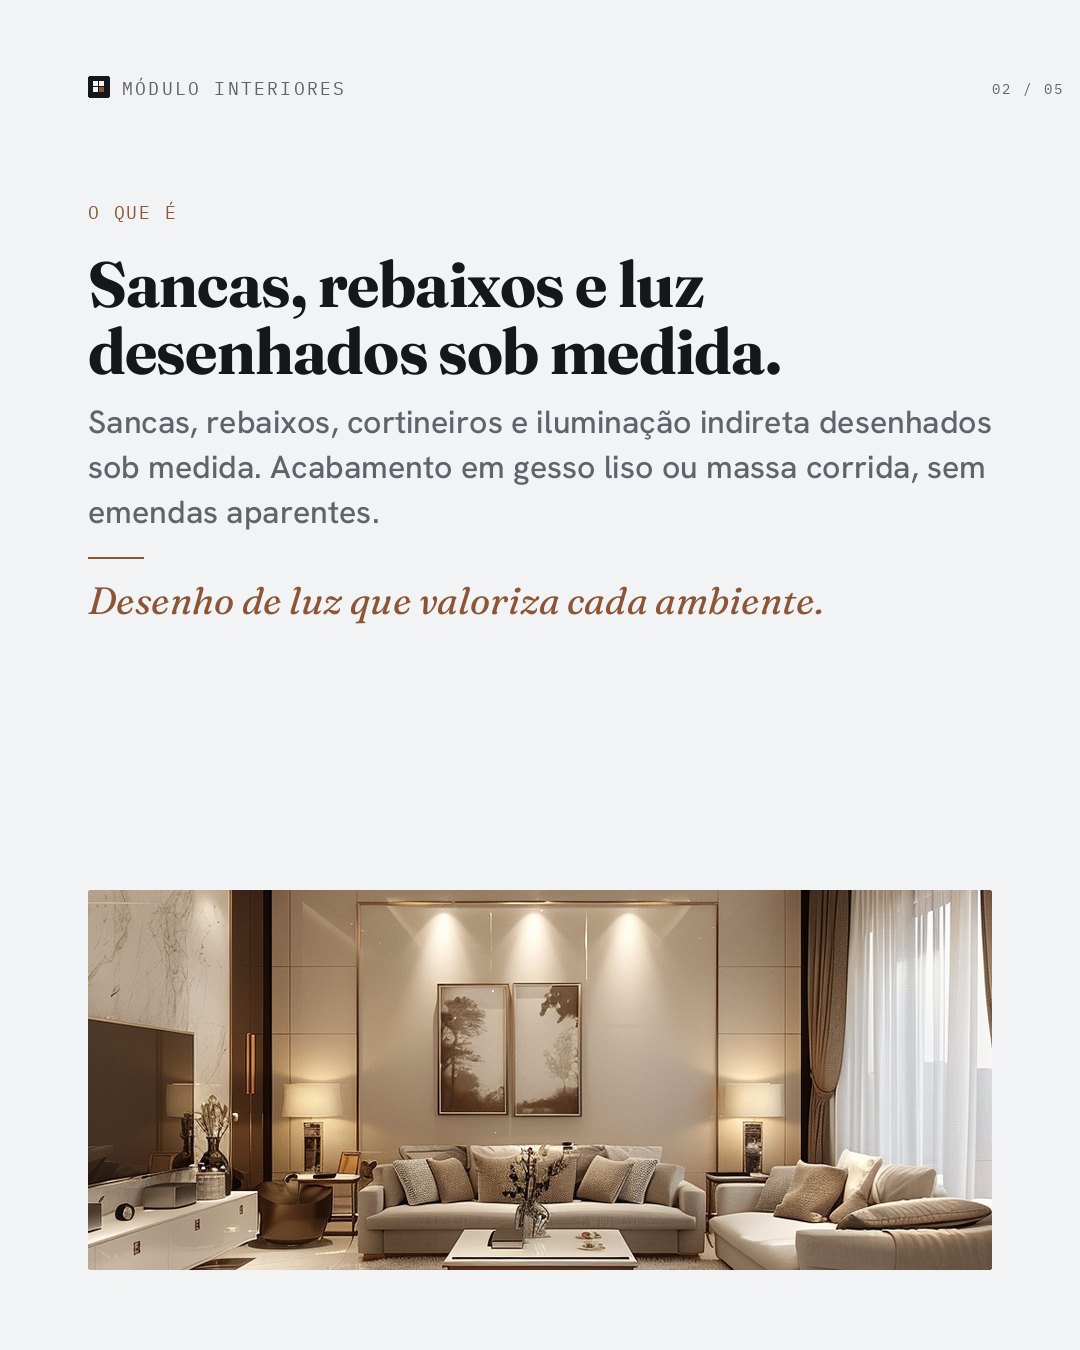 MÓDULO INTERIORES
02 / 05
O QUE É
Sancas, rebaixos e luz
desenhados sob medida.
Sancas, rebaixos, cortineiros e iluminação indireta desenhados
sob medida. Acabamento em gesso liso ou massa corrida, sem
emendas aparentes.
Desenho de luz que valoriza cada ambiente.